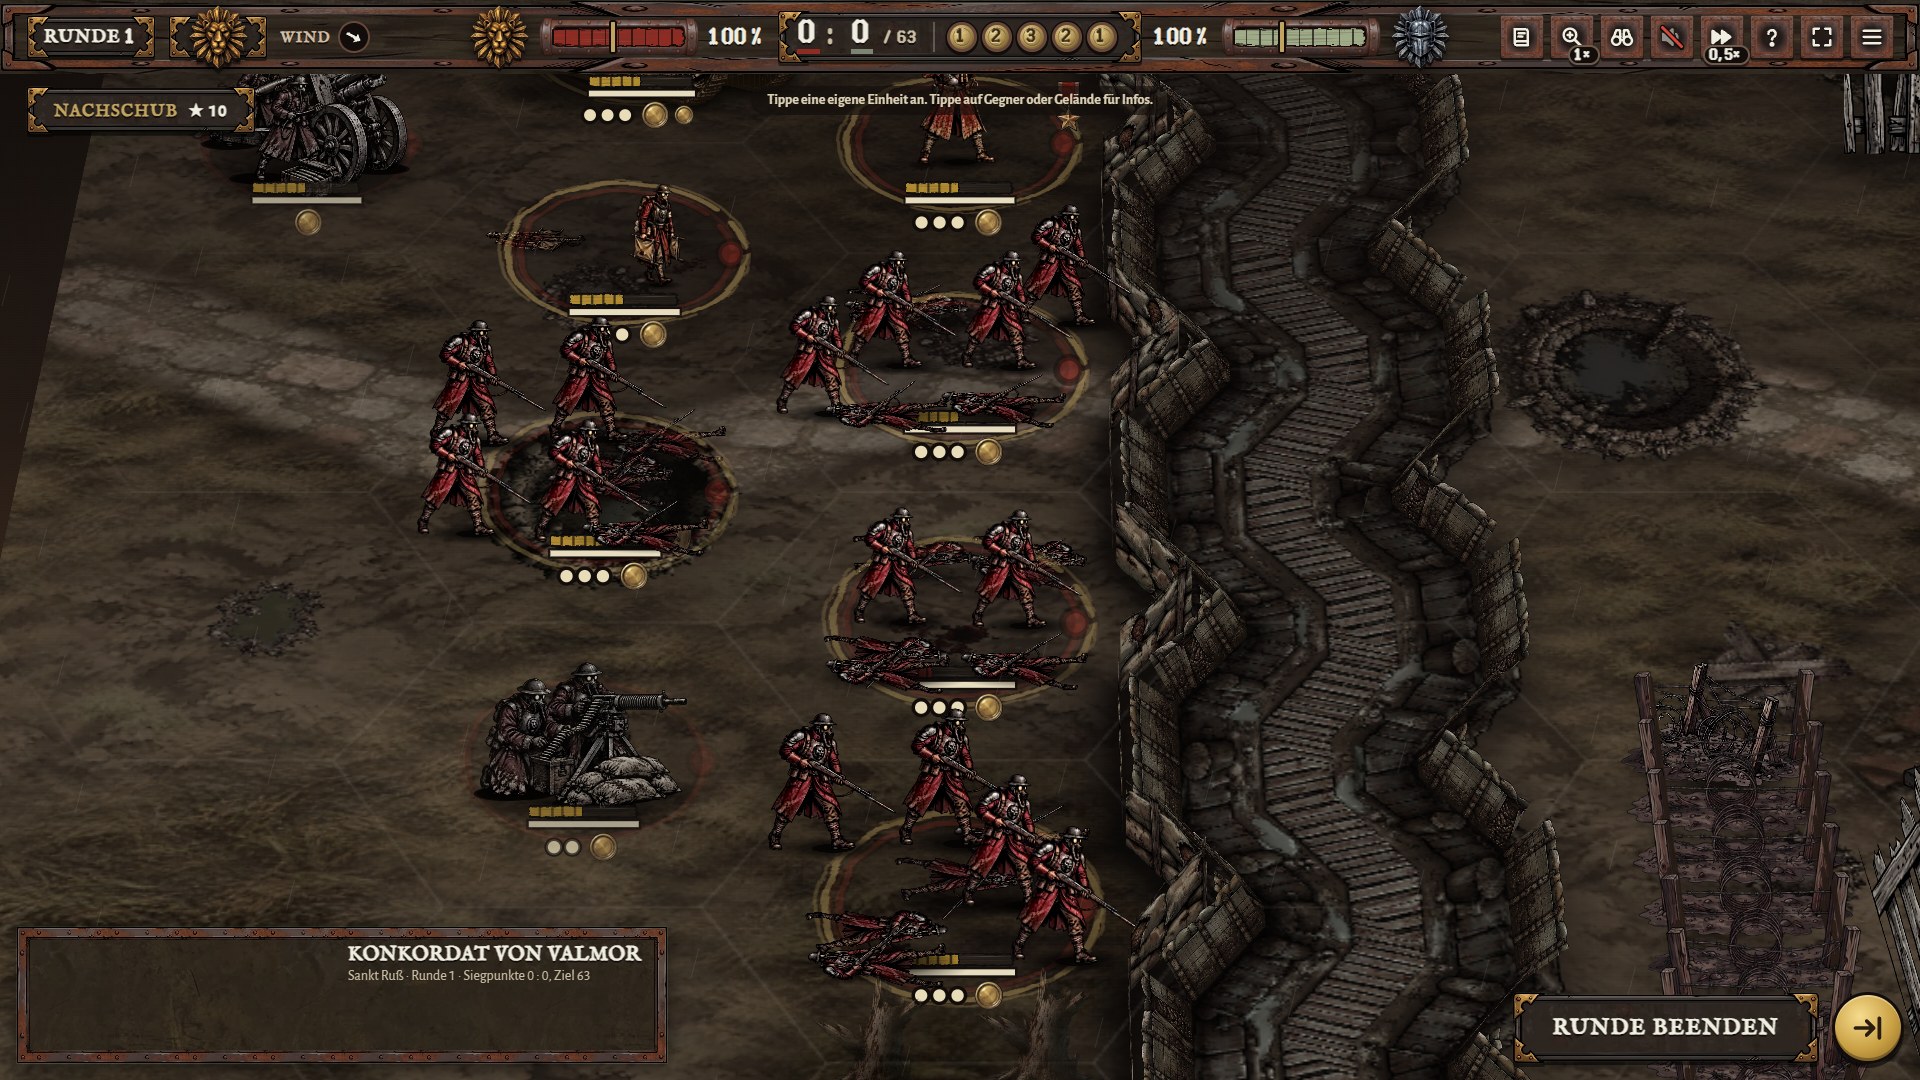 RUNDE 1
WIND
100 %
0 : 0 / 63
1 2 3 2 1
100 %
1×
0,5×
?
NACHSCHUB ★ 10
Tippe eine eigene Einheit an. Tippe auf Gegner oder Gelände für Infos.
KONKORDAT VON VALMOR
Sankt Ruß · Runde 1 · Siegpunkte 0 : 0, Ziel 63
RUNDE BEENDEN